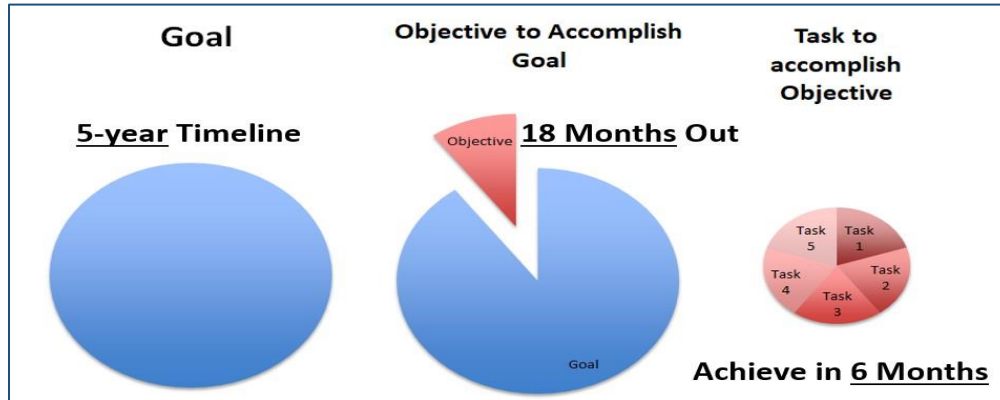 Goal
5-year Timeline
Objective to Accomplish
Goal
18 Months Out
Objective
Goal
Task to
accomplish
Objective
Task
1
Task
2
Task
3
Task
4
Task
5
Achieve in 6 Months